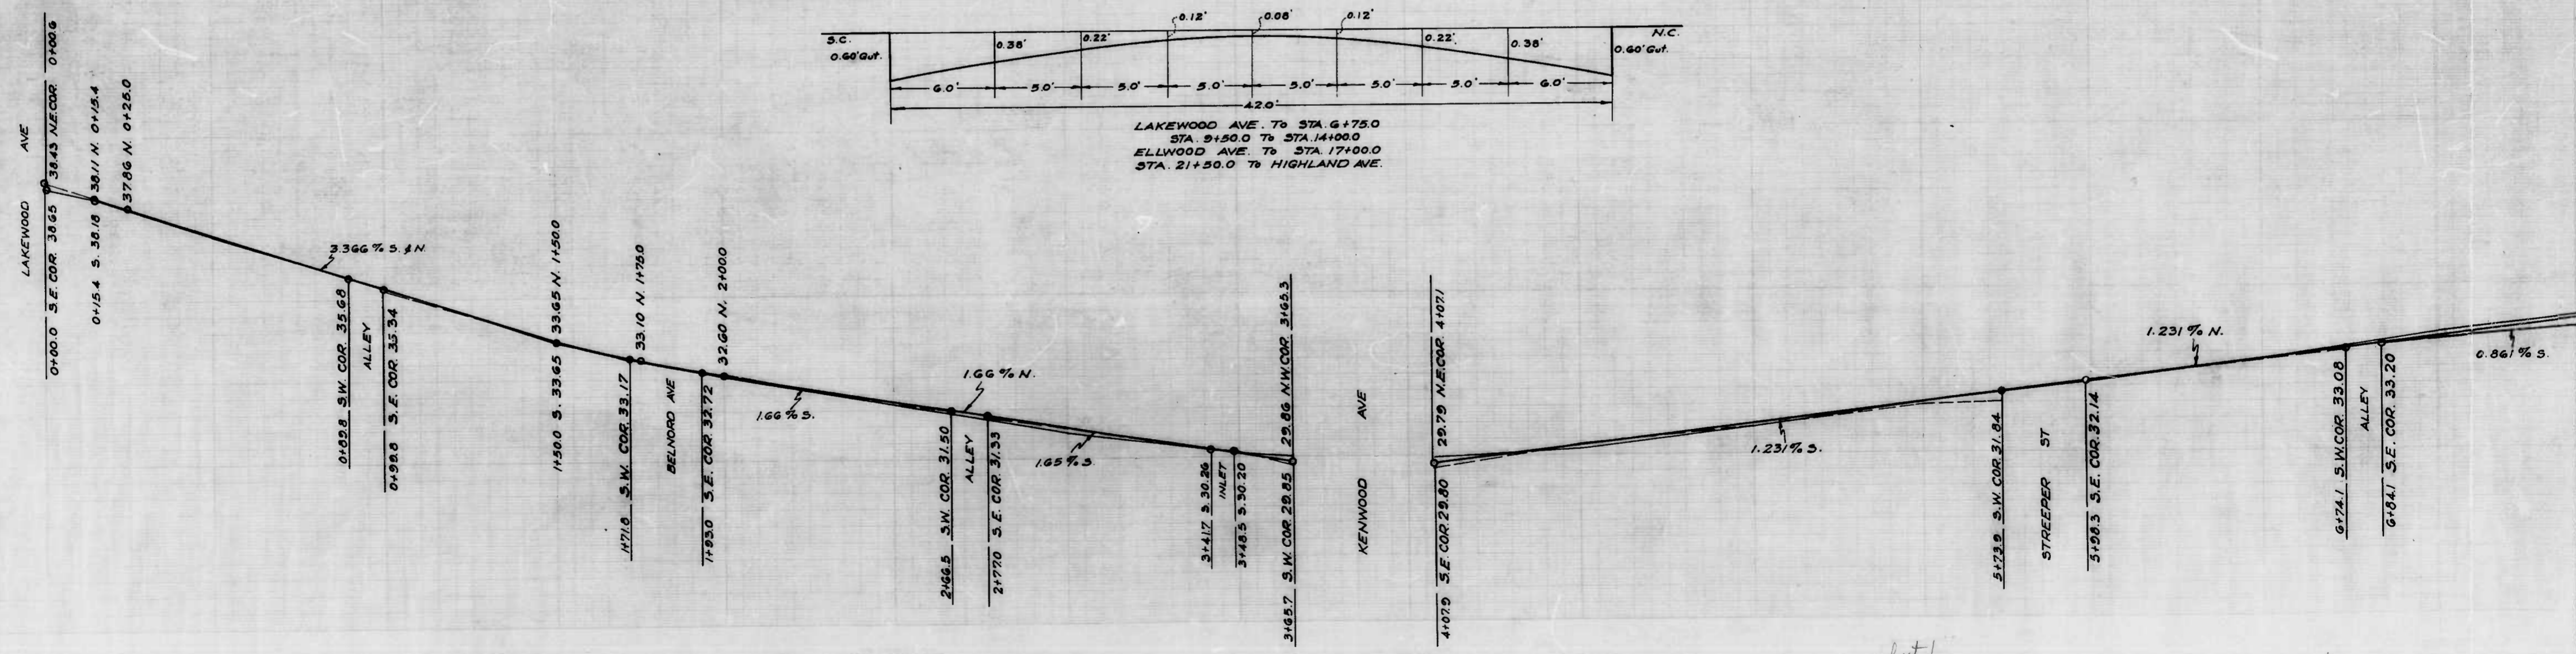 0.12' 0.08' 0.12'
S.C. 0.38' 0.22' 0.22' 0.38' N.C.
0.60' Gut. 0.60' Gut.
6.0' 5.0' 5.0' 5.0' 5.0' 5.0' 5.0' 6.0'
42.0'
LAKEWOOD AVE. To STA. 6+75.0
STA. 9+50.0 To STA. 14+00.0
ELLWOOD AVE. To STA. 17+00.0
STA. 21+50.0 To HIGHLAND AVE.
LAKEWOOD AVE
0+00.0 S.E. COR. 38.65 38.43 N.E.COR. 0+00.6
0+15.4 S. 38.18 38.11 N. 0+15.4
37.86 N. 0+25.0
3.366 % S. & N.
0+89.8 S.W. COR. 35.68
ALLEY
0+99.8 S.E. COR. 35.34
1+50.0 S. 33.65 33.65 N. 1+50.0
1+71.8 S.W. COR. 33.17
33.10 N. 1+75.0
BELNORD AVE
1+93.0 S.E. COR. 32.72
32.60 N. 2+00.0
1.66 % S.
1.66 % N.
2+66.5 S.W. COR. 31.50
ALLEY
2+77.0 S.E. COR. 31.33
1.65 % S.
3+41.7 S. 30.26
INLET
3+48.5 S. 30.20
3+65.7 S.W. COR. 29.85 29.86 N.W.COR. 3+65.3
KENWOOD AVE
4+07.9 S.E. COR. 29.80 29.79 N.E.COR. 4+07.1
1.231 % S.
5+73.9 S.W. COR. 31.84
STREEPER ST
5+98.3 S.E. COR. 32.14
1.231 % N.
6+74.1 S.W. COR. 33.08
ALLEY
6+84.1 S.E. COR. 33.20
0.861 % S.